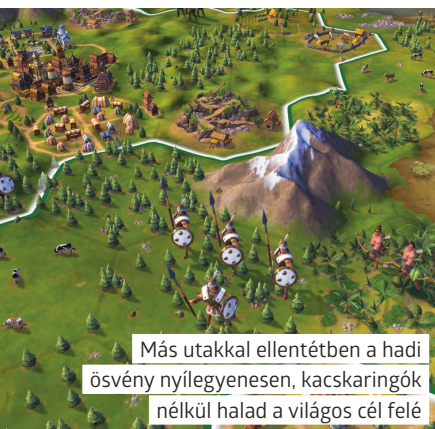 Más utakkal ellentétben a hadi
ösvény nyílegyenesen, kacskaringók
nélkül halad a világos cél felé